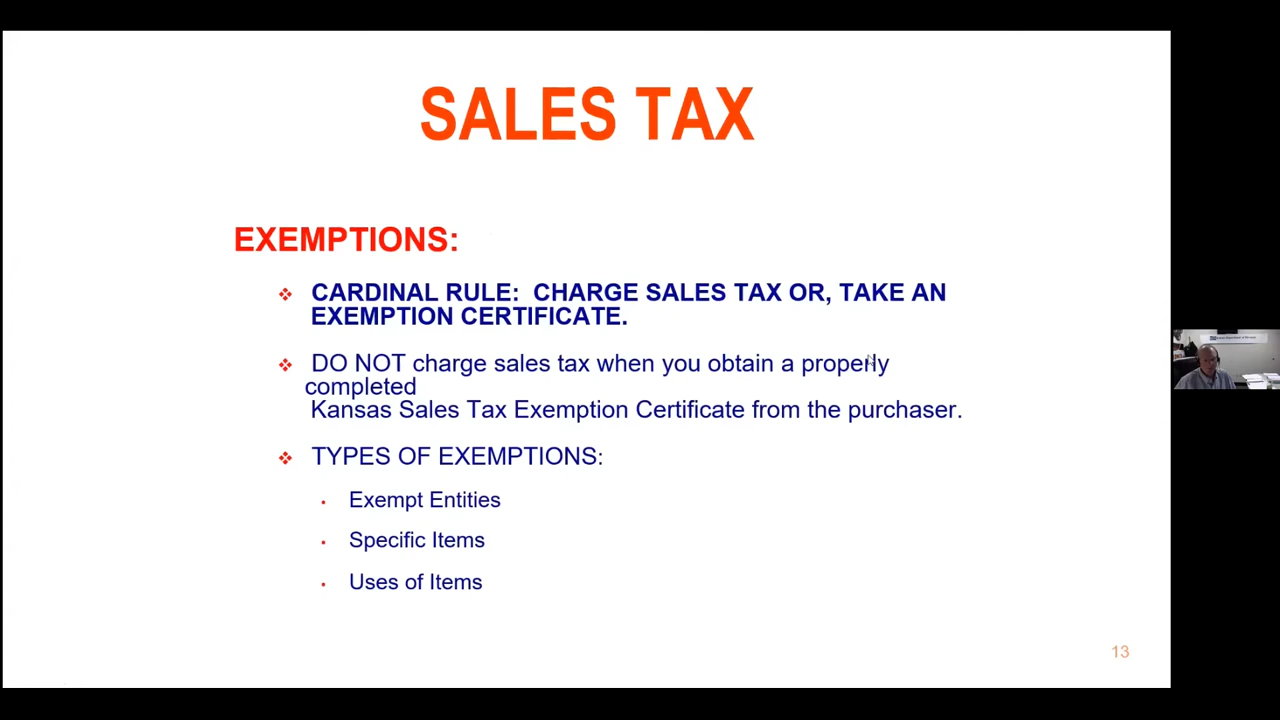 SALES TAX
EXEMPTIONS:
CARDINAL RULE: CHARGE SALES TAX OR, TAKE AN
EXEMPTION CERTIFICATE.
DO NOT charge sales tax when you obtain a properly
completed
Kansas Sales Tax Exemption Certificate from the purchaser.
TYPES OF EXEMPTIONS:
Exempt Entities
Specific Items
Uses of Items
13